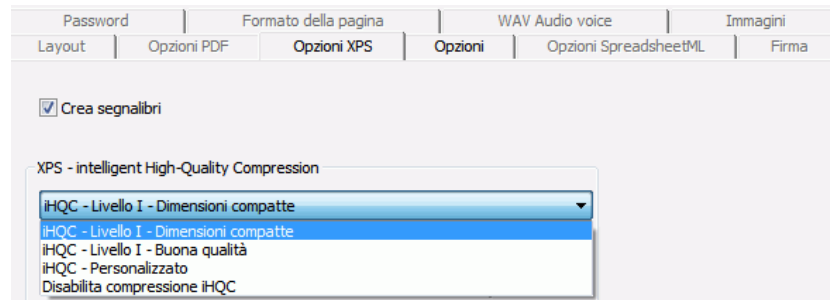 Password Formato della pagina WAV Audio voice Immagini
Layout Opzioni PDF Opzioni XPS Opzioni Opzioni SpreadsheetML Firma
Crea segnalibri
XPS - intelligent High-Quality Compression
iHQC - Livello I - Dimensioni compatte
iHQC - Livello I - Dimensioni compatte
iHQC - Livello I - Buona qualità
iHQC - Personalizzato
Disabilita compressione iHQC